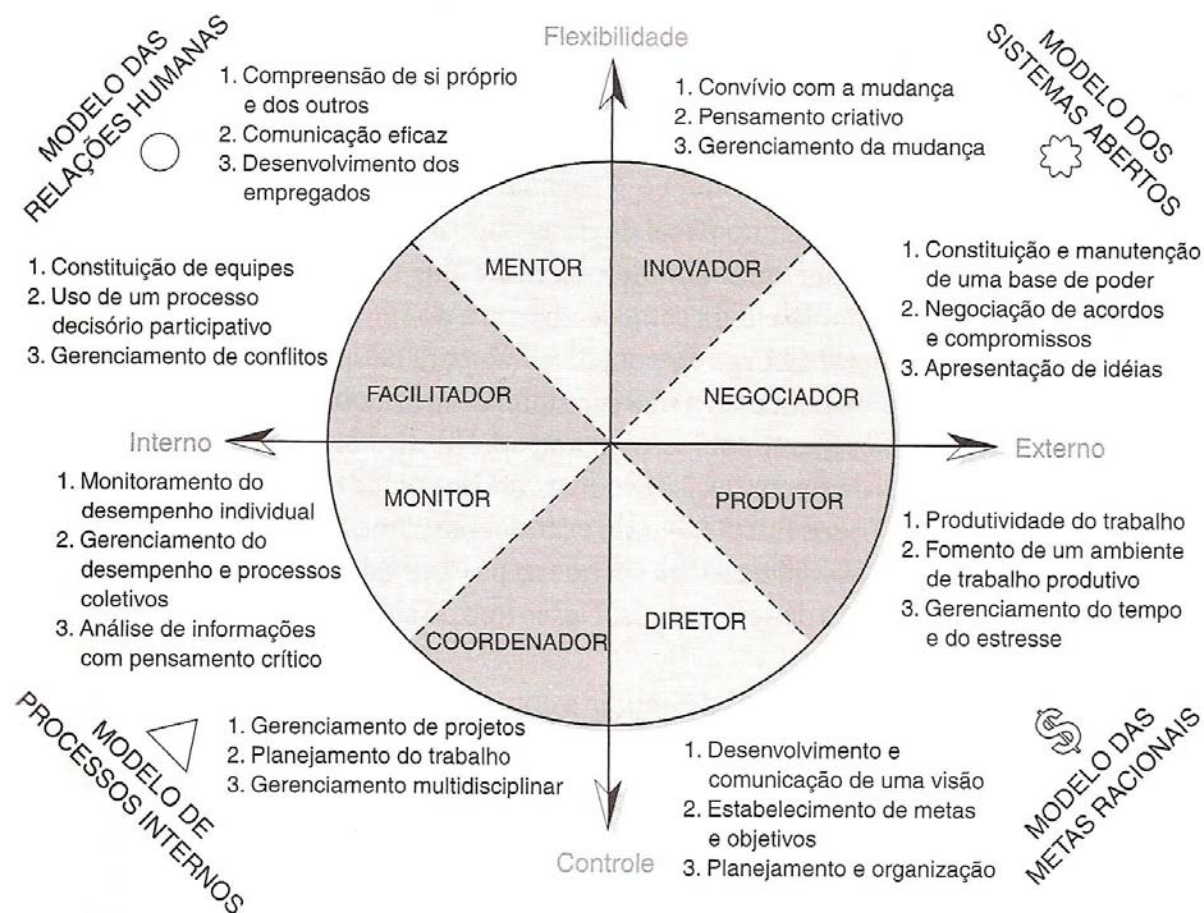 Flexibilidade
MODELO DAS
RELAÇÕES HUMANAS
1. Compreensão de si próprio
e dos outros
2. Comunicação eficaz
3. Desenvolvimento dos
empregados
1. Convívio com a mudança
2. Pensamento criativo
3. Gerenciamento da mudança
MODELO DOS
SISTEMAS ABERTOS
1. Constituição de equipes
2. Uso de um processo
decisório participativo
3. Gerenciamento de conflitos
MENTOR
INOVADOR
1. Constituição e manutenção
de uma base de poder
2. Negociação de acordos
e compromissos
3. Apresentação de idéias
FACILITADOR
NEGOCIADOR
Interno
Externo
1. Monitoramento do
desempenho individual
2. Gerenciamento do
desempenho e processos
coletivos
3. Análise de informações
com pensamento crítico
MONITOR
PRODUTOR
1. Produtividade do trabalho
2. Fomento de um ambiente
de trabalho produtivo
3. Gerenciamento do tempo
e do estresse
COORDENADOR
DIRETOR
MODELO DE
PROCESSOS INTERNOS
1. Gerenciamento de projetos
2. Planejamento do trabalho
3. Gerenciamento multidisciplinar
1. Desenvolvimento e
comunicação de uma visão
2. Estabelecimento de metas
e objetivos
3. Planejamento e organização
$
MODELO DAS
METAS RACIONAIS
Controle